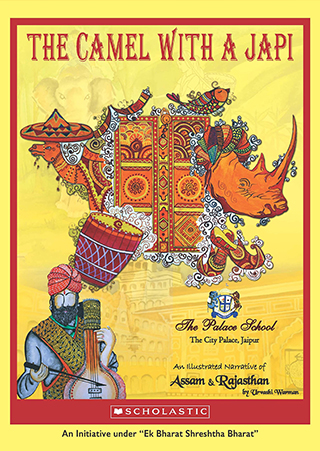 THE CAMEL WITH A JAPI
The Palace School
The City Palace, Jaipur
An Illustrated Narrative of
Assam & Rajasthan
by Urvashi Warman
SCHOLASTIC
An Initiative under "Ek Bharat Shreshtha Bharat"